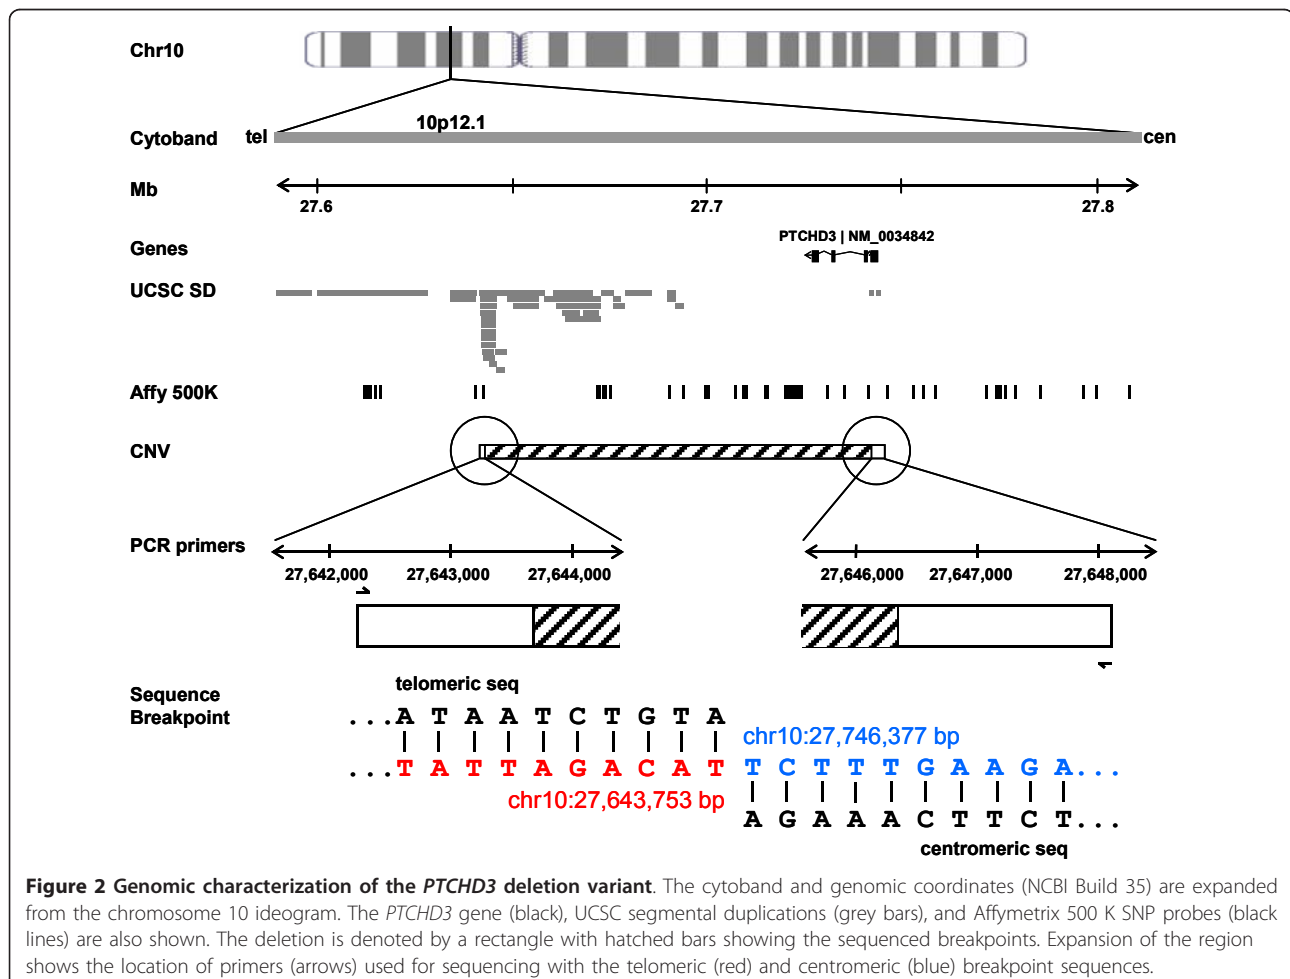 Chr10
10p12.1
Cytoband tel cen
Mb
27.6 27.7 27.8
PTCHD3 | NM_0034842
Genes
UCSC SD
Affy 500K
CNV
PCR primers
27,642,000 27,643,000 27,644,000 27,646,000 27,647,000 27,648,000
telomeric seq
Sequence
Breakpoint
...A T A A T C T G T A
chr10:27,746,377 bp
...T A T T A G A C A T T C T T T G A A G A...
chr10:27,643,753 bp
A G A A A C T T C T...
centromeric seq
Figure 2 Genomic characterization of the PTCHD3 deletion variant. The cytoband and genomic coordinates (NCBI Build 35) are expanded
from the chromosome 10 ideogram. The PTCHD3 gene (black), UCSC segmental duplications (grey bars), and Affymetrix 500 K SNP probes (black
lines) are also shown. The deletion is denoted by a rectangle with hatched bars showing the sequenced breakpoints. Expansion of the region
shows the location of primers (arrows) used for sequencing with the telomeric (red) and centromeric (blue) breakpoint sequences.